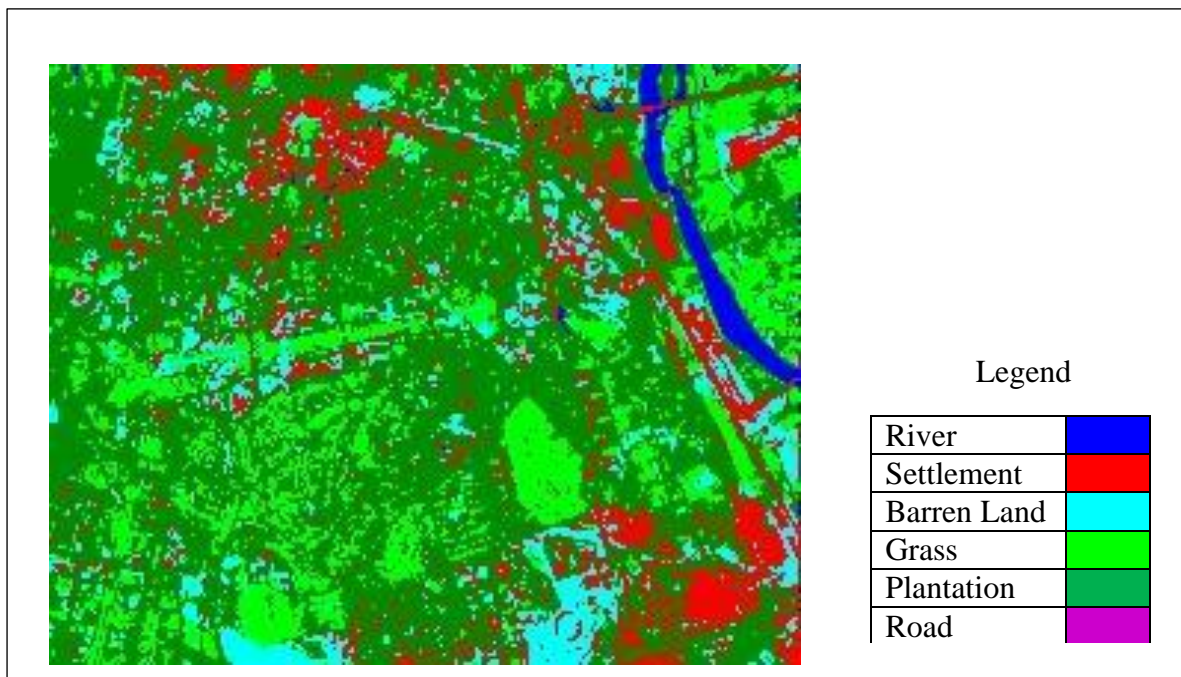 Legend
River
Settlement
Barren Land
Grass
Plantation
Road